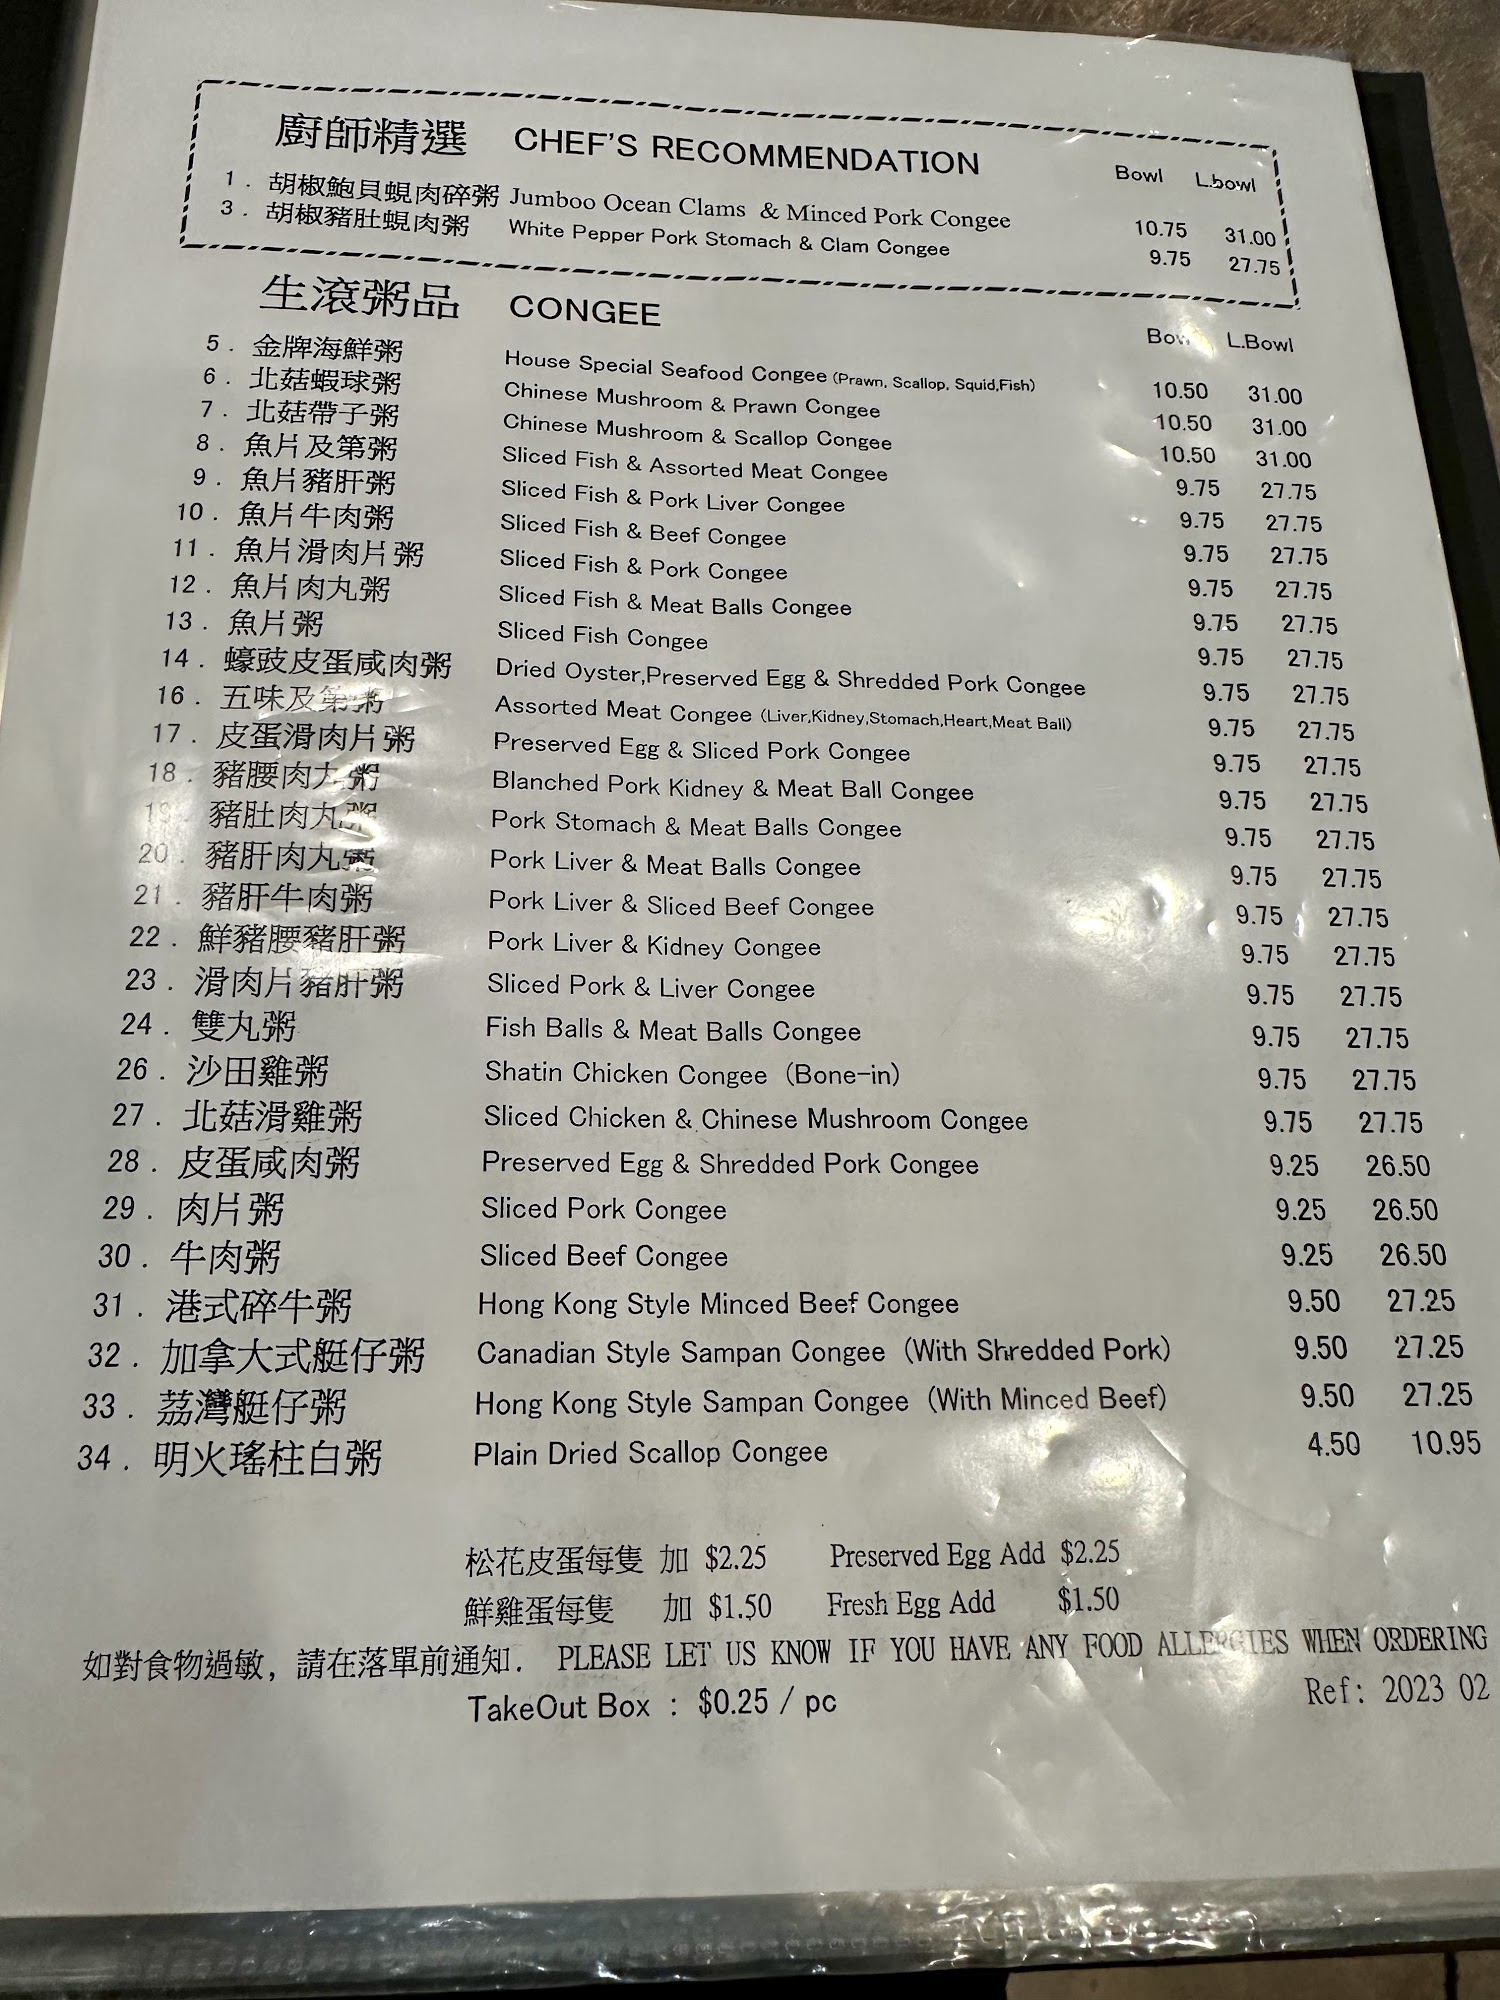 廚師精選 CHEF'S RECOMMENDATION Bowl L.bowl
1 . 胡椒鮑貝蜆肉碎粥 Jumboo Ocean Clams & Minced Pork Congee 10.75 31.00
3 . 胡椒豬肚蜆肉粥 White Pepper Pork Stomach & Clam Congee 9.75 27.75
生滾粥品 CONGEE Bowl L.Bowl
5 . 金牌海鮮粥 House Special Seafood Congee (Prawn, Scallop, Squid,Fish) 10.50 31.00
6 . 北菇蝦球粥 Chinese Mushroom & Prawn Congee 10.50 31.00
7 . 北菇帶子粥 Chinese Mushroom & Scallop Congee 10.50 31.00
8 . 魚片及第粥 Sliced Fish & Assorted Meat Congee 9.75 27.75
9 . 魚片豬肝粥 Sliced Fish & Pork Liver Congee 9.75 27.75
10 . 魚片牛肉粥 Sliced Fish & Beef Congee 9.75 27.75
11 . 魚片滑肉片粥 Sliced Fish & Pork Congee 9.75 27.75
12 . 魚片肉丸粥 Sliced Fish & Meat Balls Congee 9.75 27.75
13 . 魚片粥 Sliced Fish Congee 9.75 27.75
14 . 蠔豉皮蛋咸肉粥 Dried Oyster,Preserved Egg & Shredded Pork Congee 9.75 27.75
16 . 五味及第粥 Assorted Meat Congee (Liver,Kidney,Stomach,Heart,Meat Ball) 9.75 27.75
17 . 皮蛋滑肉片粥 Preserved Egg & Sliced Pork Congee 9.75 27.75
18 . 豬腰肉丸粥 Blanched Pork Kidney & Meat Ball Congee 9.75 27.75
19 . 豬肚肉丸粥 Pork Stomach & Meat Balls Congee 9.75 27.75
20 . 豬肝肉丸粥 Pork Liver & Meat Balls Congee 9.75 27.75
21 . 豬肝牛肉粥 Pork Liver & Sliced Beef Congee 9.75 27.75
22 . 鮮豬腰豬肝粥 Pork Liver & Kidney Congee 9.75 27.75
23 . 滑肉片豬肝粥 Sliced Pork & Liver Congee 9.75 27.75
24 . 雙丸粥 Fish Balls & Meat Balls Congee 9.75 27.75
26 . 沙田雞粥 Shatin Chicken Congee (Bone-in) 9.75 27.75
27 . 北菇滑雞粥 Sliced Chicken & Chinese Mushroom Congee 9.75 27.75
28 . 皮蛋咸肉粥 Preserved Egg & Shredded Pork Congee 9.25 26.50
29 . 肉片粥 Sliced Pork Congee 9.25 26.50
30 . 牛肉粥 Sliced Beef Congee 9.25 26.50
31 . 港式碎牛粥 Hong Kong Style Minced Beef Congee 9.50 27.25
32 . 加拿大式艇仔粥 Canadian Style Sampan Congee (With Shredded Pork) 9.50 27.25
33 . 荔灣艇仔粥 Hong Kong Style Sampan Congee (With Minced Beef) 9.50 27.25
34 . 明火瑤柱白粥 Plain Dried Scallop Congee 4.50 10.95
松花皮蛋每隻 加 $2.25 Preserved Egg Add $2.25
鮮雞蛋每隻 加 $1.50 Fresh Egg Add $1.50
如對食物過敏, 請在落單前通知. PLEASE LET US KNOW IF YOU HAVE ANY FOOD ALLERGIES WHEN ORDERING
TakeOut Box : $0.25 / pc Ref: 2023 02